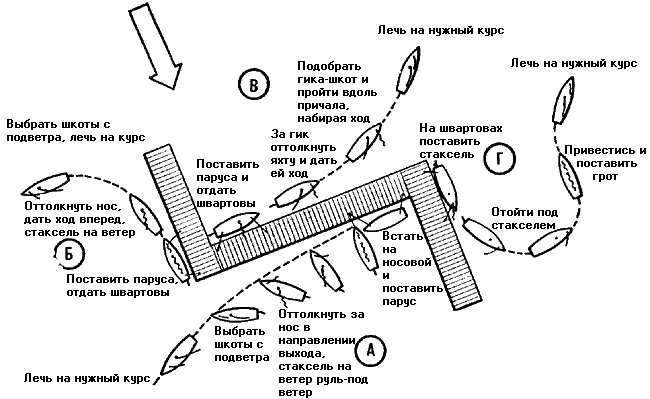 Лечь на нужный курс
В
Подобрать
гика-шкот и
пройти вдоль
причала,
набирая ход
Лечь на нужный курс
Выбрать шкоты с
подветра, лечь на курс
За гик
оттолкнуть
яхту и дать
ей ход
На швартовах
поставить
стаксель
Г
Привестись и
поставить
грот
Поставить
паруса и
отдать
швартовы
Оттолкнуть нос,
дать ход вперед,
стаксель на ветер
Б
Отойти под
стакселем
Встать
на
носовой
и
поставить
парус
Поставить паруса,
отдать швартовы
Выбрать
шкоты с
подветра
Оттолкнуть за
нос в
направлении
выхода,
стаксель на
ветер руль-под
ветер
А
Лечь на нужный курс